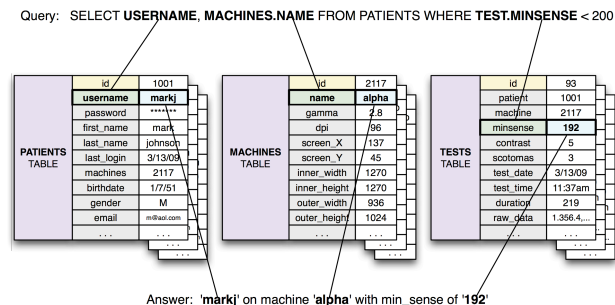 Query: SELECT USERNAME, MACHINES.NAME FROM PATIENTS WHERE TEST.MINSENSE < 200
PATIENTS TABLE
id 1001
username markj
password *******
first_name mark
last_name johnson
last_login 3/13/09
machines 2117
birthdate 1/7/51
gender M
email m@aol.com
. . . . . .
MACHINES TABLE
id 2117
name alpha
gamma 2.8
dpi 96
screen_X 137
screen_Y 45
inner_width 1270
inner_height 1270
outer_width 936
outer_height 1024
. . . . . .
TESTS TABLE
id 93
patient 1001
machine 2117
minsense 192
contrast 5
scotomas 3
test_date 3/13/09
test_time 11:37am
duration 219
raw_data 1.356.4,...
. . . . . .
Answer: 'markj' on machine 'alpha' with min_sense of '192'